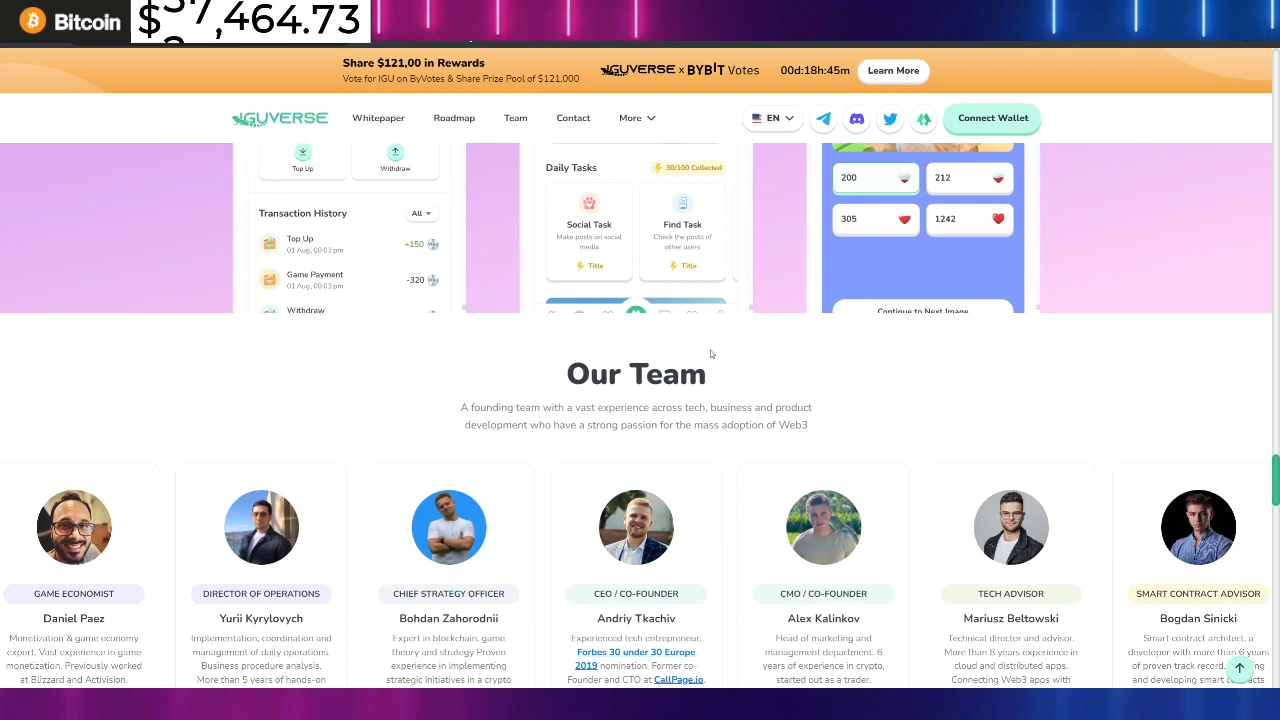 Bitcoin
$37,464.73
Share $121,00 in Rewards
Vote for IGU on ByVotes & Share Prize Pool of $121,000
IGUVERSE x BYBIT Votes
00d:18h:45m
Learn More
IGUVERSE
Whitepaper
Roadmap
Team
Contact
More
EN
Connect Wallet
Top Up
Withdraw
Transaction History
All
Top Up
01 Aug, 00:03 pm
+150
Game Payment
01 Aug, 00:03 pm
-320
Withdraw
Daily Tasks
30/100 Collected
Social Task
Make posts on social
media
Title
Find Task
Check the posts of
other users
Title
200
212
305
1242
Continue to Next Image
Our Team
A founding team with a vast experience across tech, business and product
development who have a strong passion for the mass adoption of Web3
GAME ECONOMIST
Daniel Paez
Monetization & game economy
expert. Vast experience in game
monetization. Previously worked
at Blizzard and Activision.
DIRECTOR OF OPERATIONS
Yurii Kyrylovych
Implementation, coordination and
management of daily operations.
Business procedure analysis,
More than 5 years of hands-on
CHIEF STRATEGY OFFICER
Bohdan Zahorodnii
Expert in blockchain, game
theory and strategy Proven
experience in implementing
strategic initiatives in a crypto
CEO / CO-FOUNDER
Andriy Tkachiv
Experienced tech entrepreneur.
Forbes 30 under 30 Europe
2019 nomination. Former co-
Founder and CTO at CallPage.io.
CMO / CO-FOUNDER
Alex Kalinkov
Head of marketing and
management department. 6
years of experience in crypto,
started out as a trader.
TECH ADVISOR
Mariusz Beltowski
Technical director and advisor.
More than 8 years experience in
cloud and distributed apps.
Connecting Web3 apps with
SMART CONTRACT ADVISOR
Bogdan Sinicki
Smart contract architect, a
developer with more than 6 years
of proven track record
and developing smart